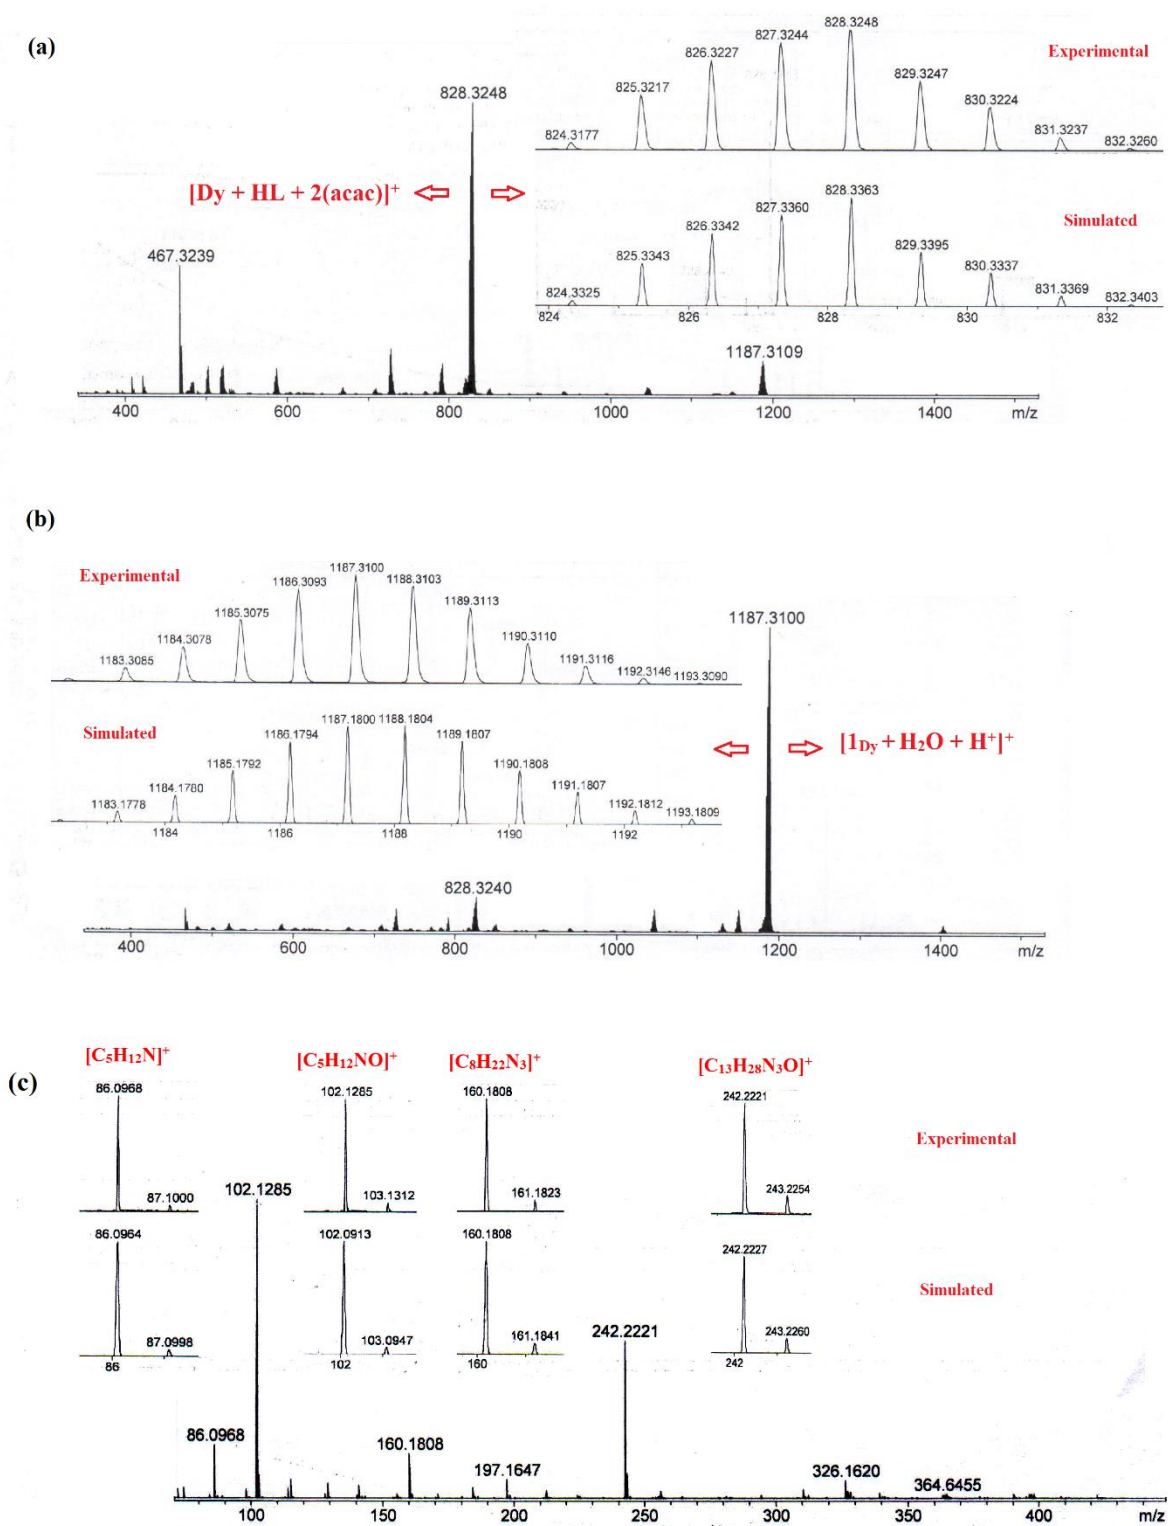 (a)
828.3248
[Dy + HL + 2(acac)]⁺
467.3239
1187.3109
400 600 800 1000 1200 1400 m/z
Experimental
824.3177 825.3217 826.3227 827.3244 828.3248 829.3247 830.3224 831.3237 832.3260
Simulated
824.3325 825.3343 826.3342 827.3360 828.3363 829.3395 830.3337 831.3369 832.3403
824 826 828 830 832
(b)
Experimental
1183.3085 1184.3078 1185.3075 1186.3093 1187.3100 1188.3103 1189.3113 1190.3110 1191.3116 1192.3146 1193.3090
Simulated
1183.1778 1184.1780 1185.1792 1186.1794 1187.1800 1188.1804 1189.1807 1190.1808 1191.1807 1192.1812 1193.1809
1184 1186 1188 1190 1192
1187.3100
[1Dy + H₂O + H⁺]⁺
828.3240
400 600 800 1000 1200 1400 m/z
(c)
[C₅H₁₂N]⁺ [C₅H₁₂NO]⁺ [C₈H₂₂N₃]⁺ [C₁₃H₂₈N₃O]⁺
86.0968 102.1285 160.1808 242.2221
Experimental
87.1000 103.1312 161.1823 243.2254
102.1285
86.0964 102.0913 160.1808 242.2227
Simulated
87.0998 103.0947 161.1841 243.2260
86 102 160 242
242.2221
86.0968
160.1808
197.1647
326.1620
364.6455
100 150 200 250 300 350 400 m/z